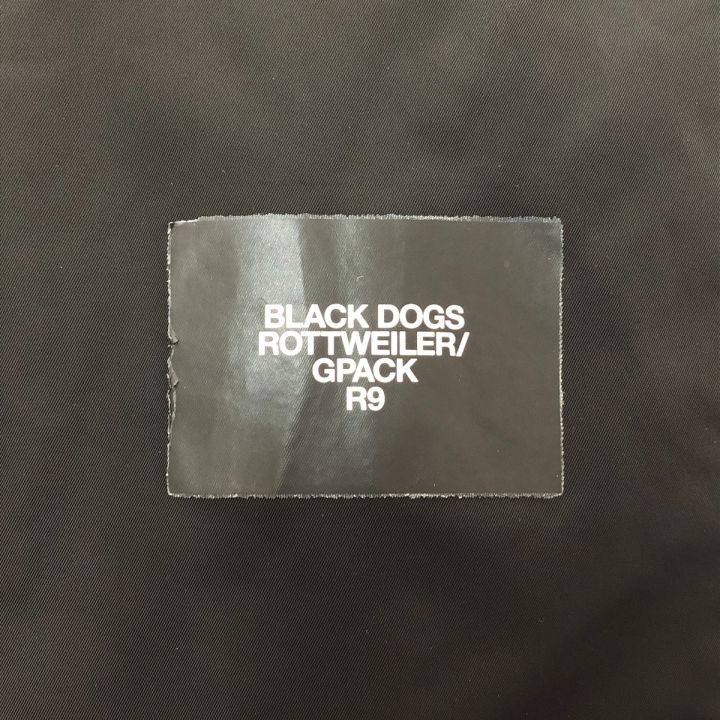 BLACK DOGS
ROTTWEILER/
GPACK
R9